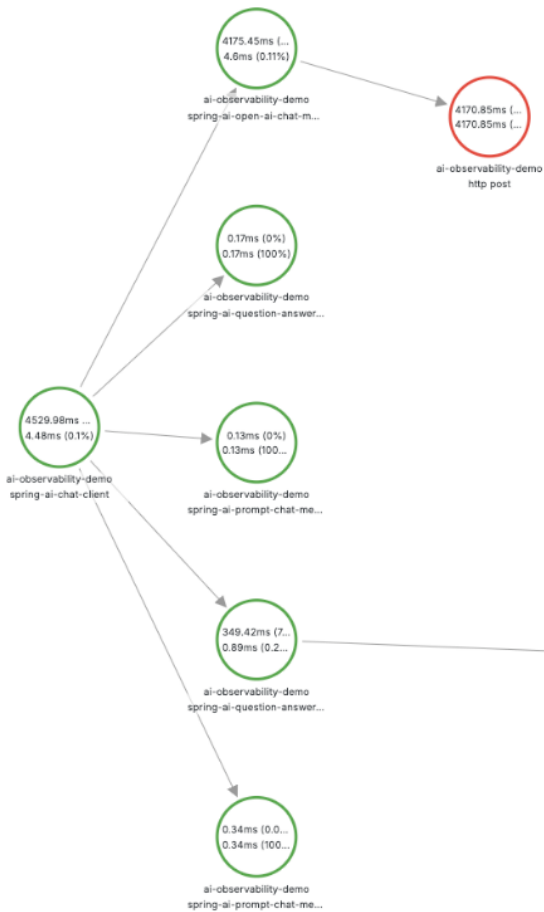 4175.45ms (...
4.6ms (0.11%)
ai-observability-demo
spring-ai-open-ai-chat-m...
4170.85ms (...
4170.85ms (...
ai-observability-demo
http post
0.17ms (0%)
0.17ms (100%)
ai-observability-demo
spring-ai-question-answer...
4529.98ms ...
4.48ms (0.1%)
ai-observability-demo
spring-ai-chat-client
0.13ms (0%)
0.13ms (100...
ai-observability-demo
spring-ai-prompt-chat-me...
349.42ms (7...
0.89ms (0.2...
ai-observability-demo
spring-ai-question-answer...
0.34ms (0.0...
0.34ms (100...
ai-observability-demo
spring-ai-prompt-chat-me...